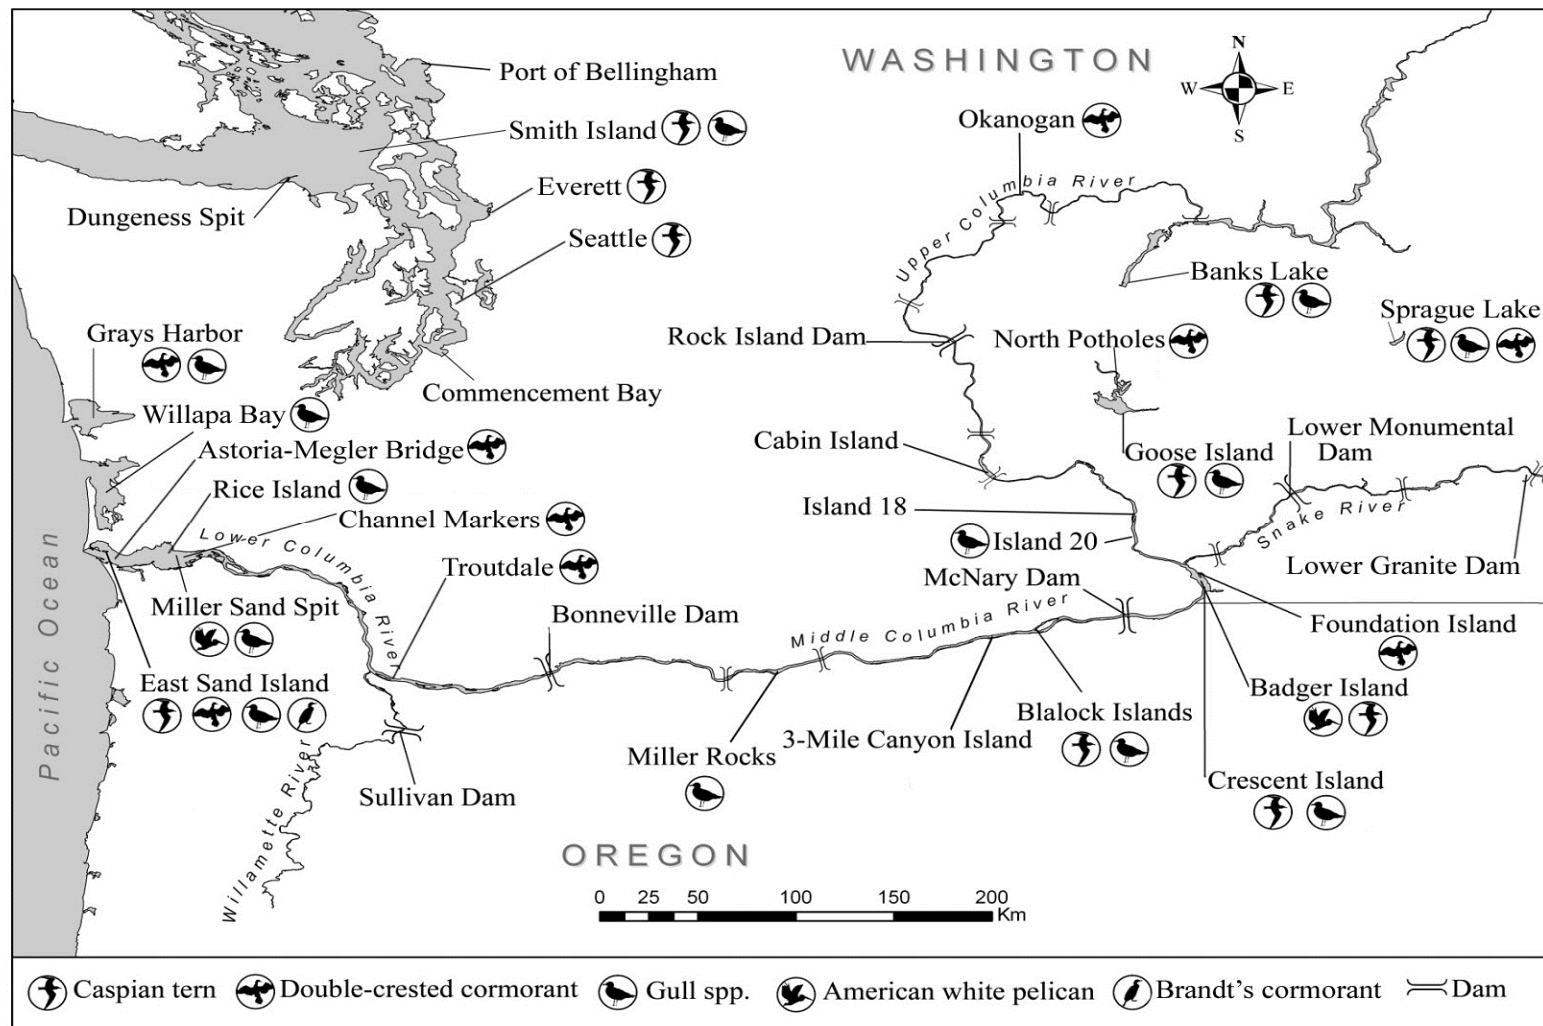 WASHINGTON
N
W
E
S
Port of Bellingham
Smith Island
Okanogan
Everett
Dungeness Spit
Seattle
Upper Columbia River
Banks Lake
Sprague Lake
Grays Harbor
Rock Island Dam
North Potholes
Commencement Bay
Willapa Bay
Astoria-Megler Bridge
Cabin Island
Goose Island
Lower Monumental
Dam
Rice Island
Channel Markers
Island 18
Snake River
Lower Columbia River
Island 20
Troutdale
McNary Dam
Lower Granite Dam
Pacific Ocean
Miller Sand Spit
Bonneville Dam
Middle Columbia River
Foundation Island
East Sand Island
Badger Island
Blalock Islands
3-Mile Canyon Island
Miller Rocks
Crescent Island
Sullivan Dam
Willamette River
OREGON
0 25 50 100 150 200
Km
Caspian tern Double-crested cormorant Gull spp. American white pelican Brandt's cormorant Dam